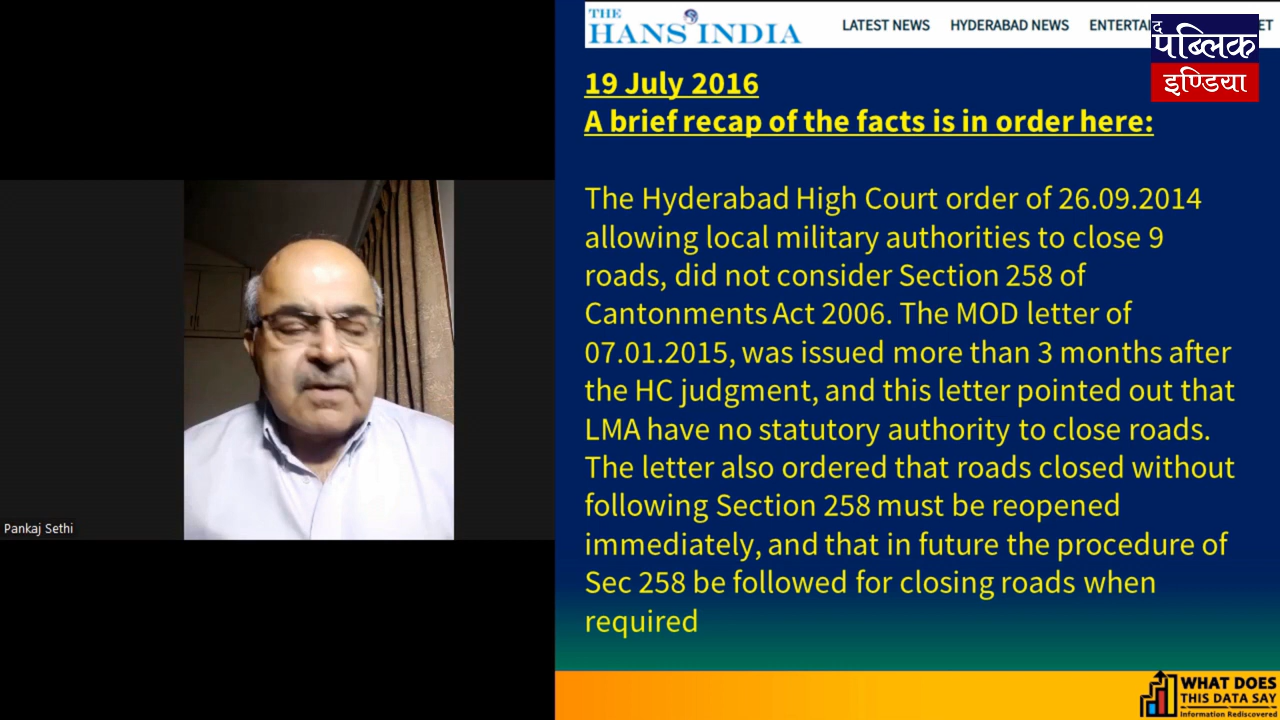 THE
HANS INDIA
LATEST NEWS HYDERABAD NEWS ENTERTAI ET
द
पब्लिक
इण्डिया
19 July 2016
A brief recap of the facts is in order here:
The Hyderabad High Court order of 26.09.2014
allowing local military authorities to close 9
roads, did not consider Section 258 of
Cantonments Act 2006. The MOD letter of
07.01.2015, was issued more than 3 months after
the HC judgment, and this letter pointed out that
LMA have no statutory authority to close roads.
The letter also ordered that roads closed without
following Section 258 must be reopened
immediately, and that in future the procedure of
Sec 258 be followed for closing roads when
required
Pankaj Sethi
WHAT DOES
THIS DATA SAY
Information Rediscovered